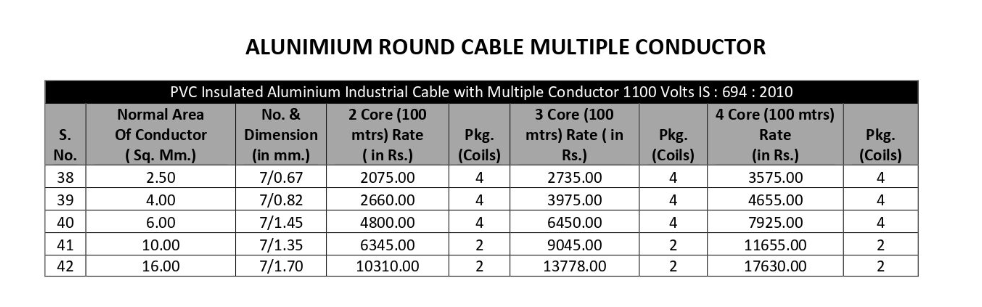 ALUNIMIUM ROUND CABLE MULTIPLE CONDUCTOR
PVC Insulated Aluminium Industrial Cable with Multiple Conductor 1100 Volts IS : 694 : 2010
S. No. Normal Area Of Conductor ( Sq. Mm.) No. & Dimension (in mm.) 2 Core (100 mtrs) Rate ( in Rs.) Pkg. (Coils) 3 Core (100 mtrs) Rate ( in Rs.) Pkg. (Coils) 4 Core (100 mtrs) Rate (in Rs.) Pkg. (Coils)
38 2.50 7/0.67 2075.00 4 2735.00 4 3575.00 4
39 4.00 7/0.82 2660.00 4 3975.00 4 4655.00 4
40 6.00 7/1.45 4800.00 4 6450.00 4 7925.00 4
41 10.00 7/1.35 6345.00 2 9045.00 2 11655.00 2
42 16.00 7/1.70 10310.00 2 13778.00 2 17630.00 2